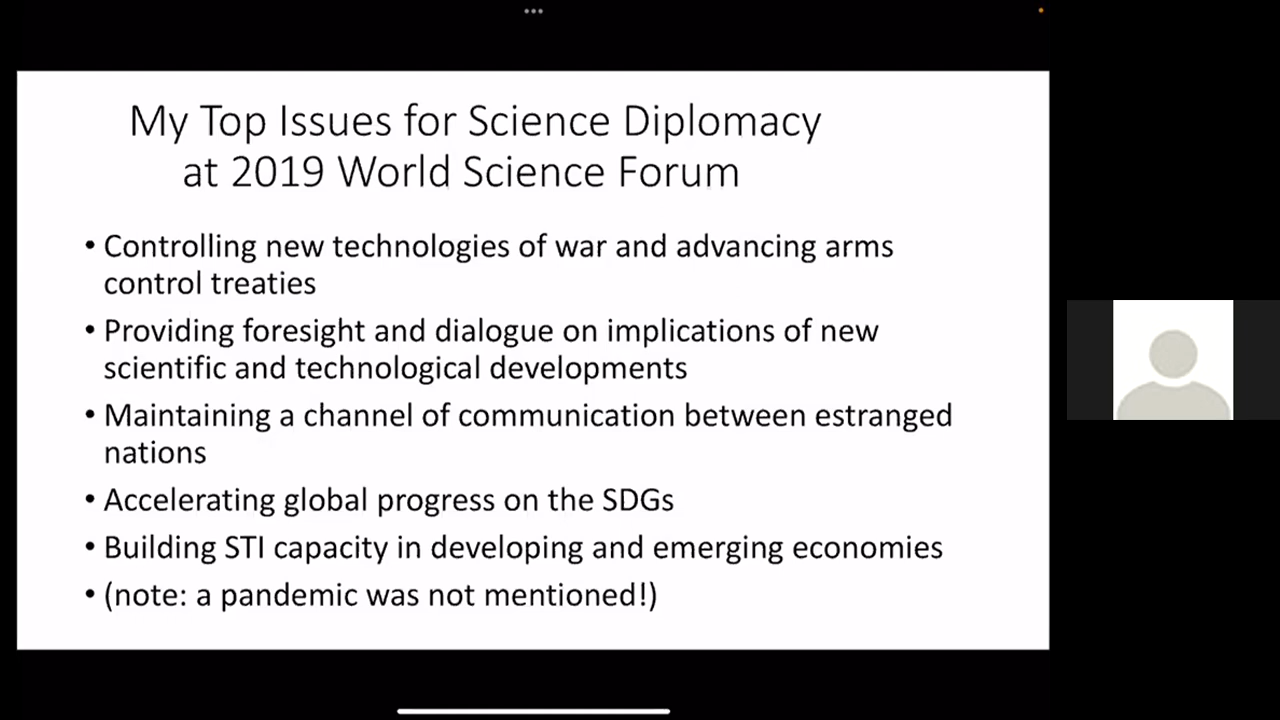 My Top Issues for Science Diplomacy
at 2019 World Science Forum
• Controlling new technologies of war and advancing arms
control treaties
• Providing foresight and dialogue on implications of new
scientific and technological developments
• Maintaining a channel of communication between estranged
nations
• Accelerating global progress on the SDGs
• Building STI capacity in developing and emerging economies
• (note: a pandemic was not mentioned!)